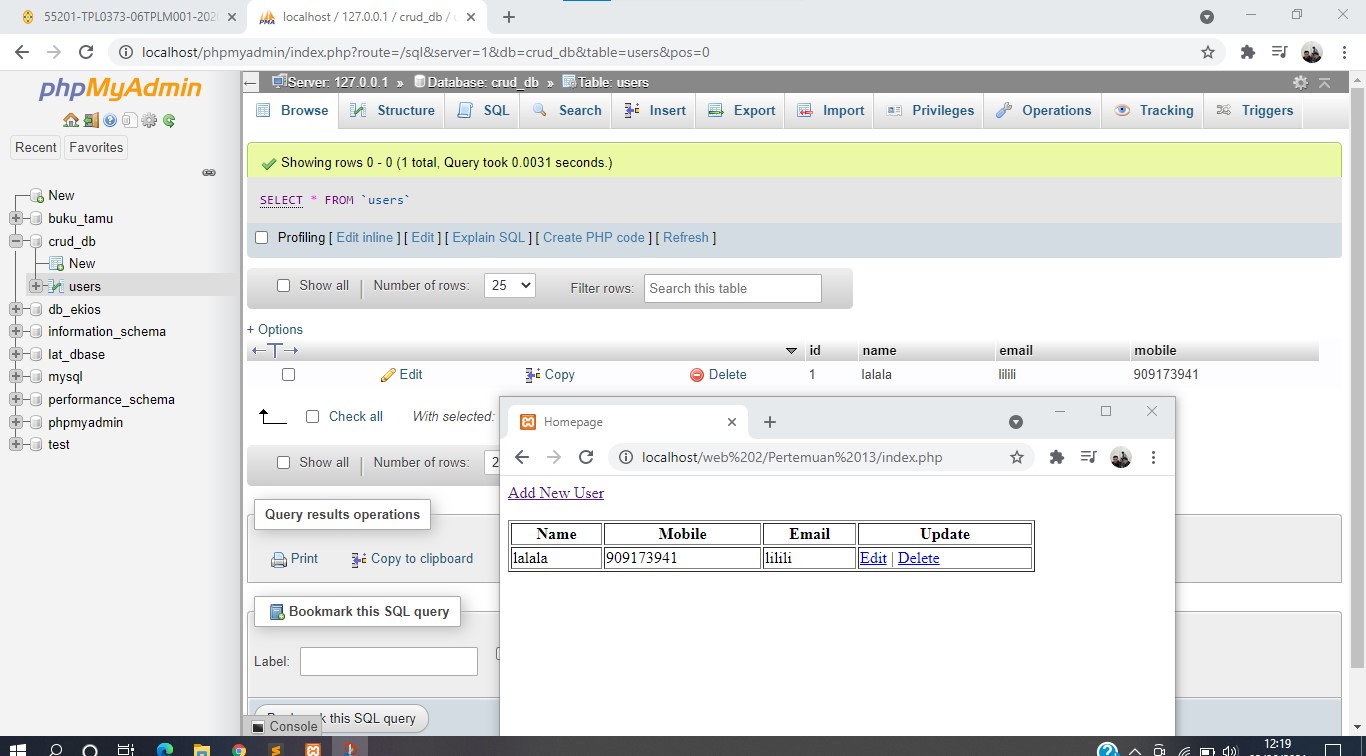 55201-TPL0373-06TPLM001-202
localhost / 127.0.0.1 / crud_db /
localhost/phpmyadmin/index.php?route=/sql&server=1&db=crud_db&table=users&pos=0
phpMyAdmin
Recent Favorites
New
buku_tamu
crud_db
New
users
db_ekios
information_schema
lat_dbase
mysql
performance_schema
phpmyadmin
test
Server: 127.0.0.1 » Database: crud_db » Table: users
Browse Structure SQL Search Insert Export Import Privileges Operations Tracking Triggers
Showing rows 0 - 0 (1 total, Query took 0.0031 seconds.)
SELECT * FROM `users`
Profiling [ Edit inline ] [ Edit ] [ Explain SQL ] [ Create PHP code ] [ Refresh ]
Show all | Number of rows: 25 Filter rows: Search this table
+ Options
id name email mobile
Edit Copy Delete 1 lalala lilili 909173941
Check all With selected:
Show all | Number of rows: 2
Query results operations
Print Copy to clipboard
Bookmark this SQL query
Label:
k this SQL query
Console
Homepage
localhost/web%202/Pertemuan%2013/index.php
Add New User
Name Mobile Email Update
lalala 909173941 lilili Edit | Delete
12:19